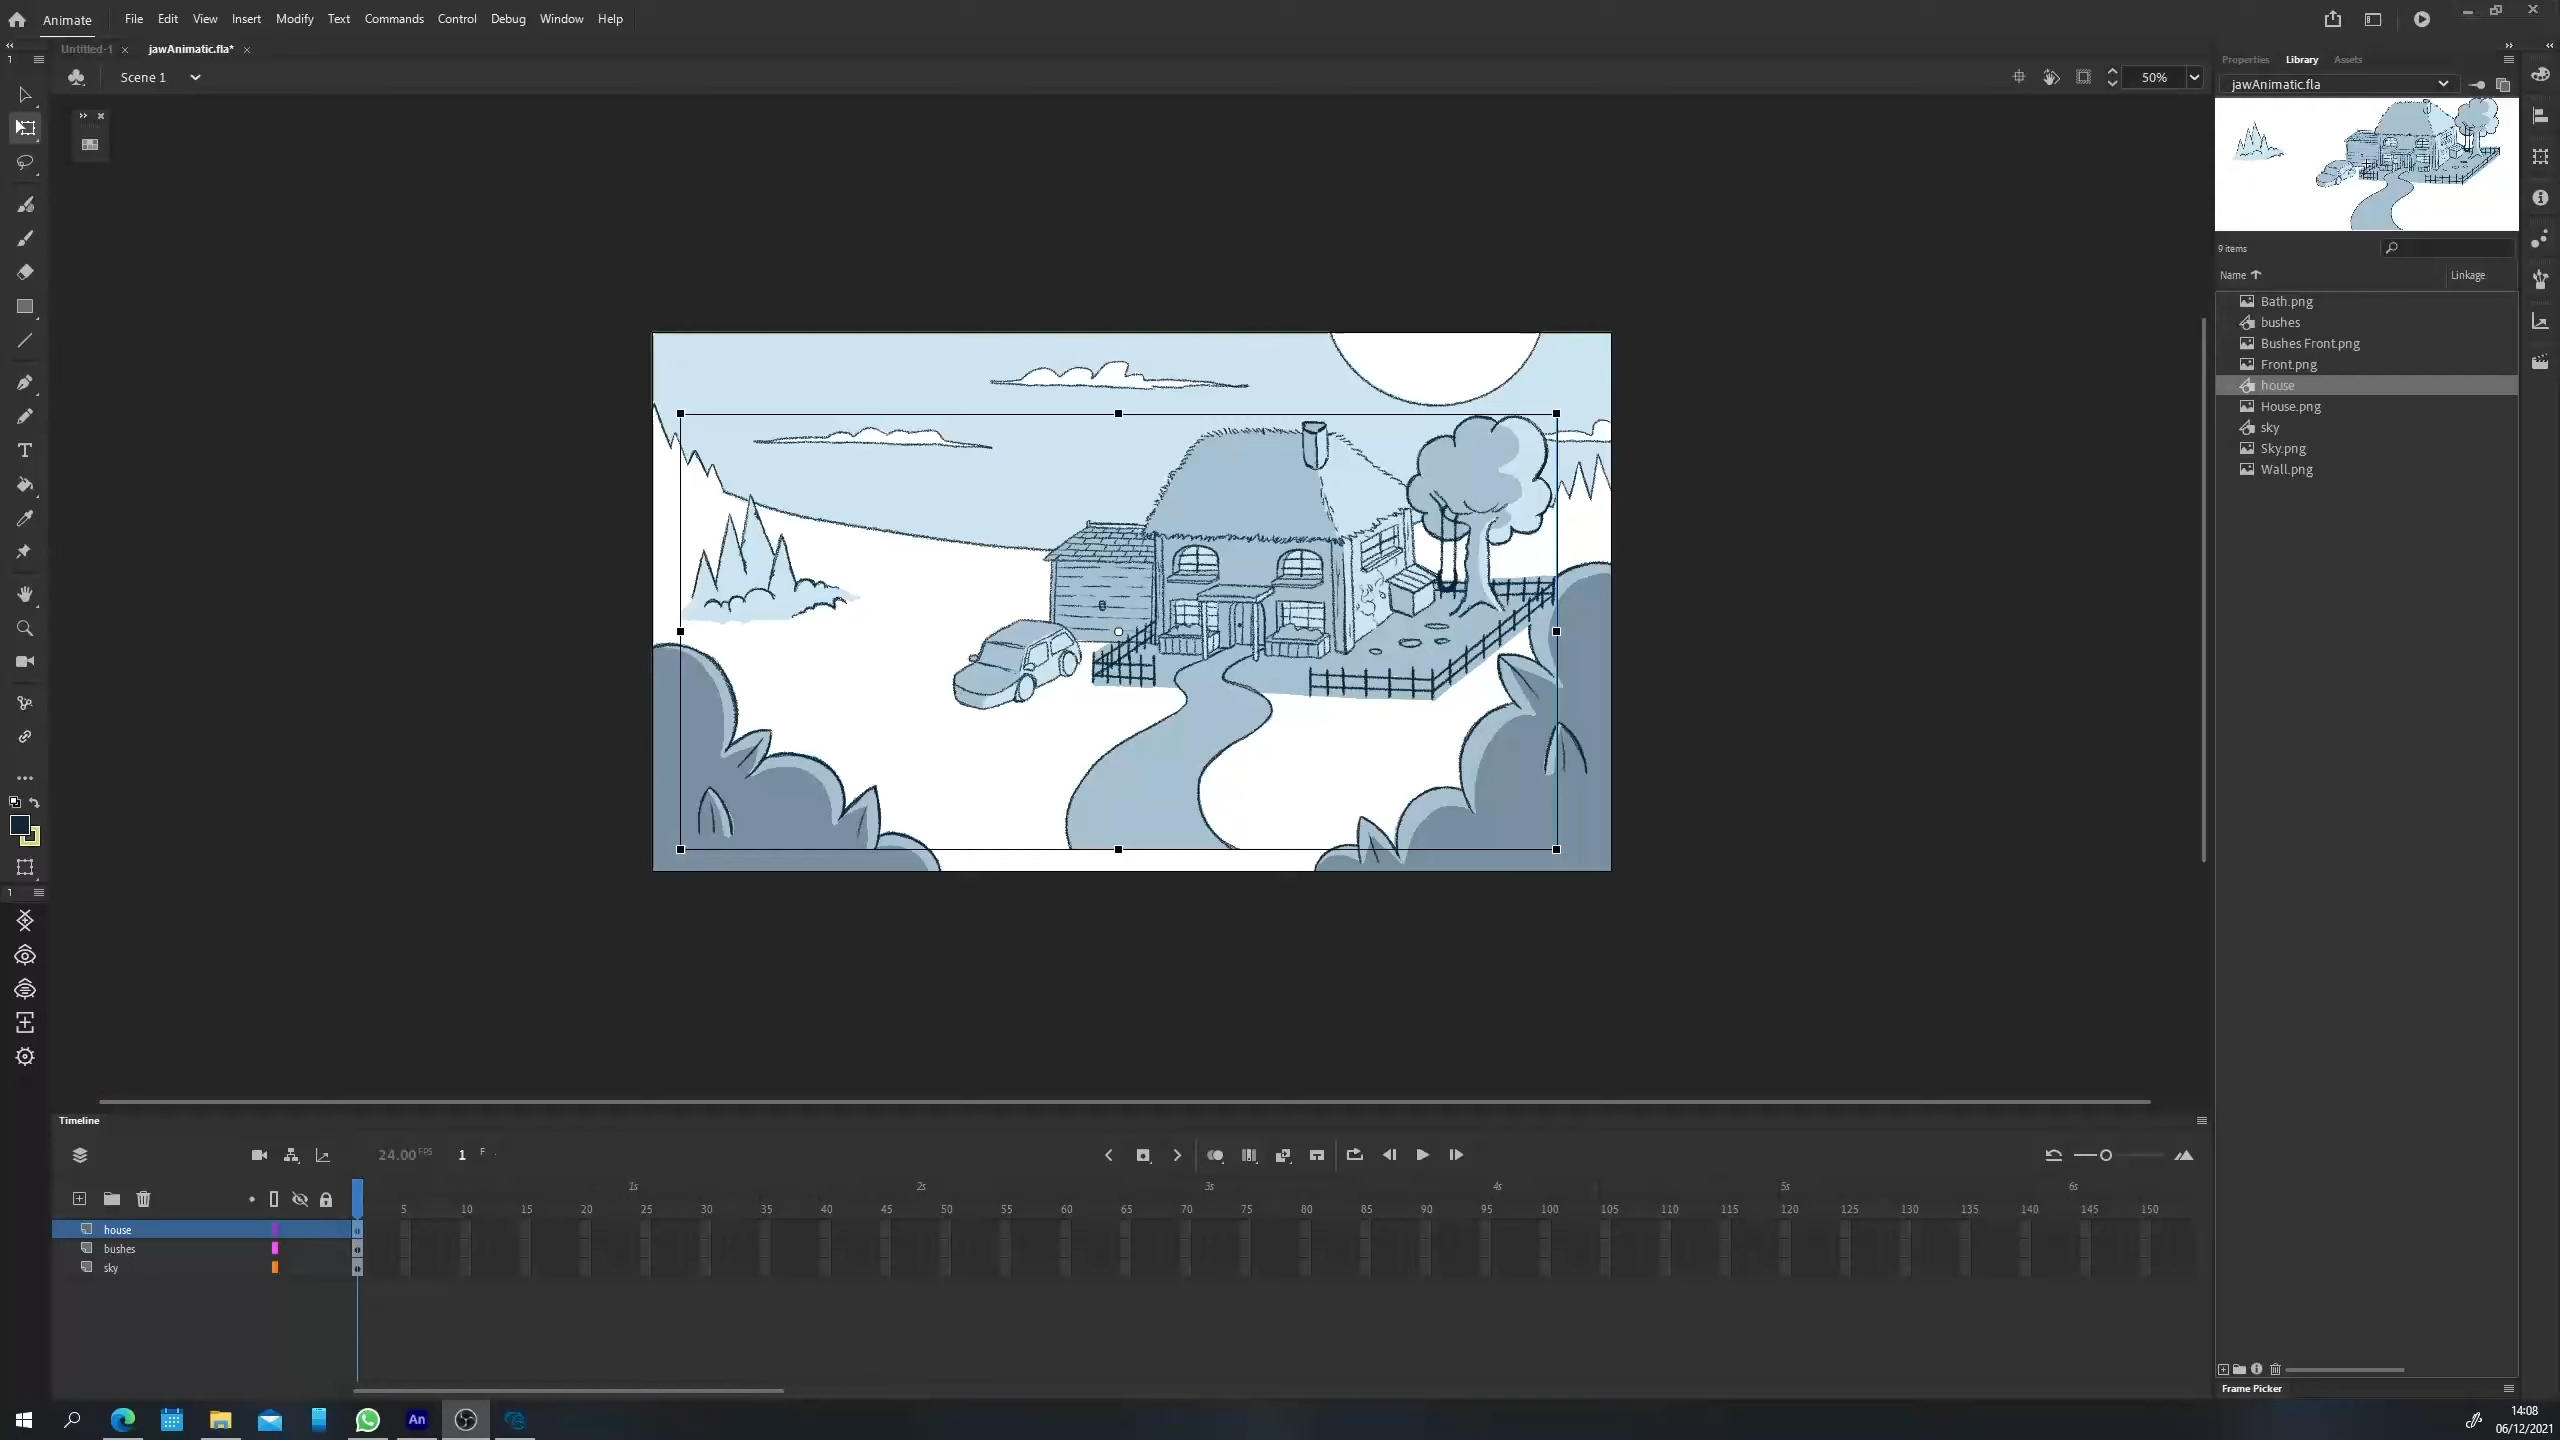 Animate File Edit View Insert Modify Text Commands Control Debug Window Help
Untitled-1 × jawAnimatic.fla* ×
1
Scene 1
50%
Properties Library Assets
jawAnimatic.fla
9 items
Name Linkage
Bath.png
bushes
Bushes Front.png
Front.png
house
House.png
sky
Sky.png
Wall.png
T
1
Timeline
24.00 FPS 1 F
1s 2s 3s 4s 5s 6s
5 10 15 20 25 30 35 40 45 50 55 60 65 70 75 80 85 90 95 100 105 110 115 120 125 130 135 140 145 150
house
bushes
sky
Frame Picker
An
14:08
06/12/2021